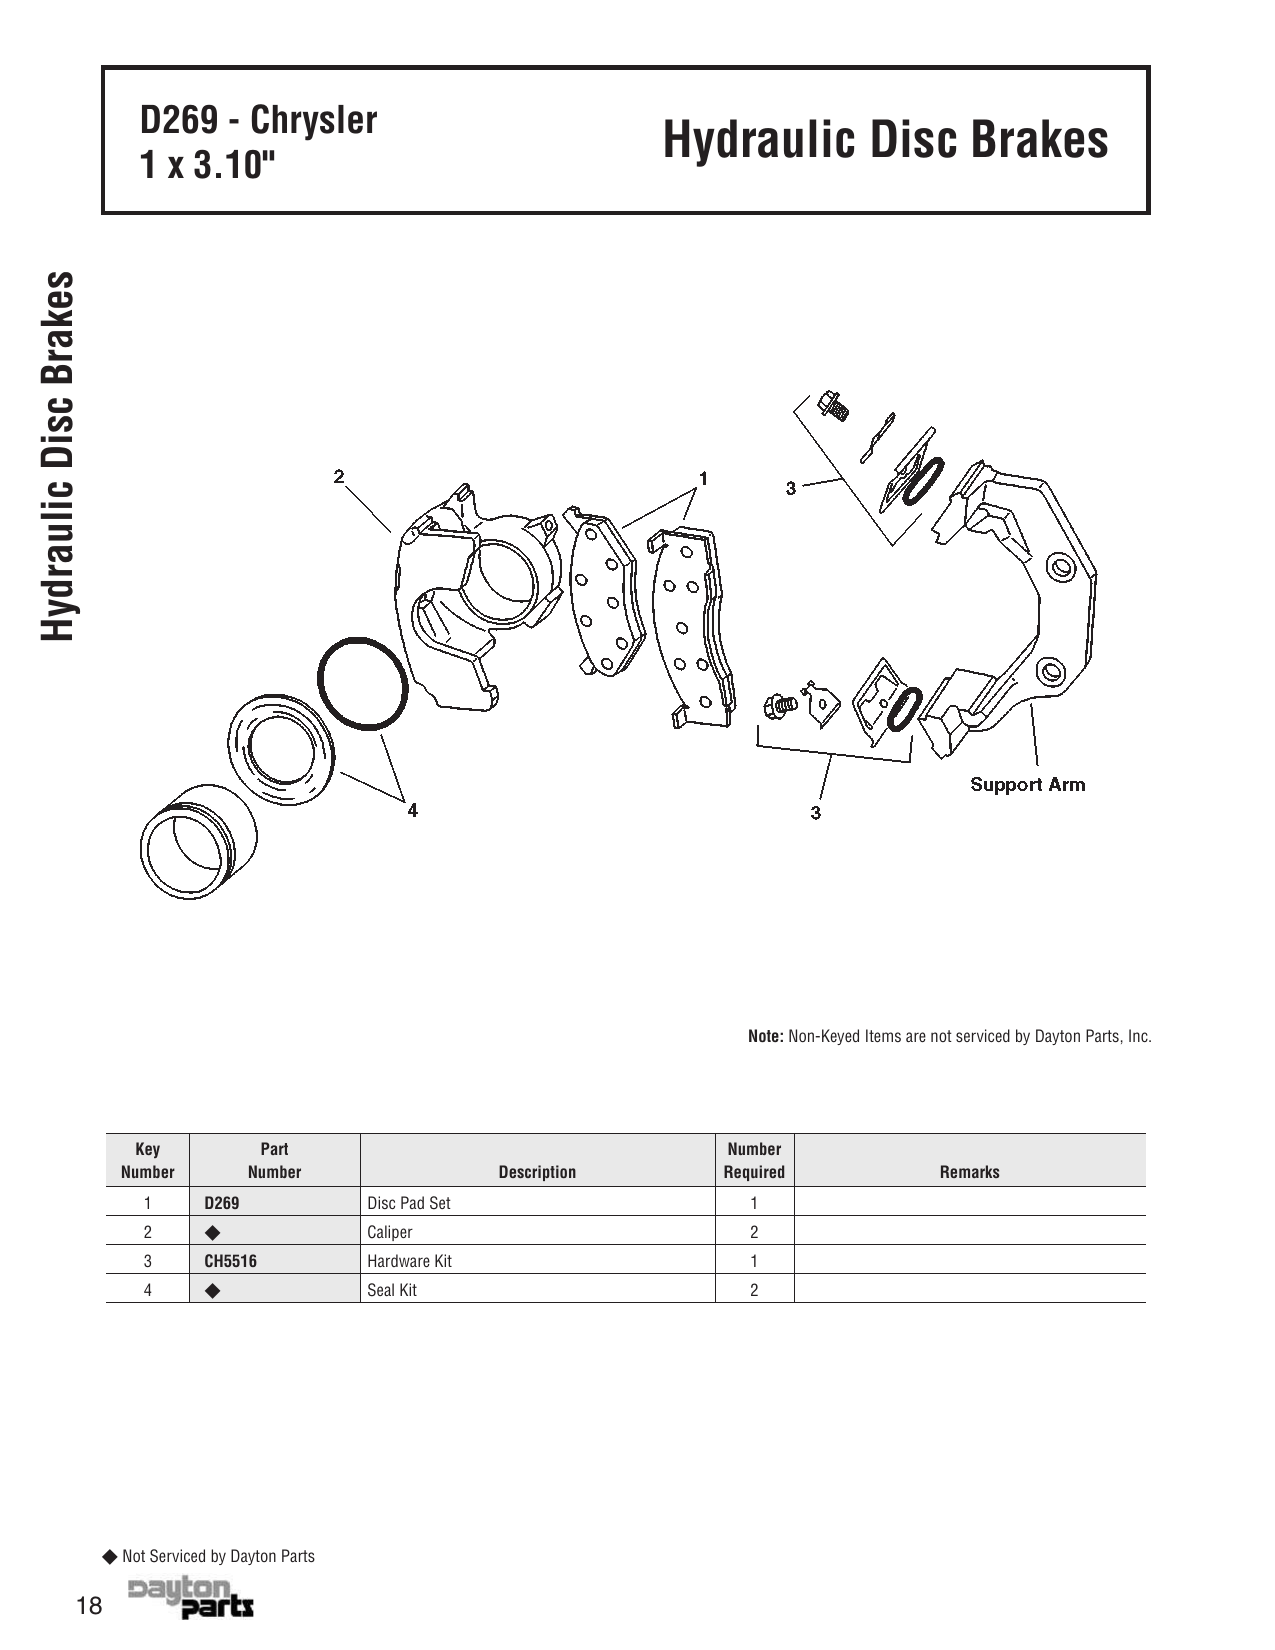 D269 - Chrysler
1 x 3.10"
Hydraulic Disc Brakes
Hydraulic Disc Brakes
2
1
3
4
3
Support Arm
Note: Non-Keyed Items are not serviced by Dayton Parts, Inc.
Key Number Part Number Description Number Required Remarks
1 D269 Disc Pad Set 1
2 ◆ Caliper 2
3 CH5516 Hardware Kit 1
4 ◆ Seal Kit 2
◆ Not Serviced by Dayton Parts
18
Dayton
parts